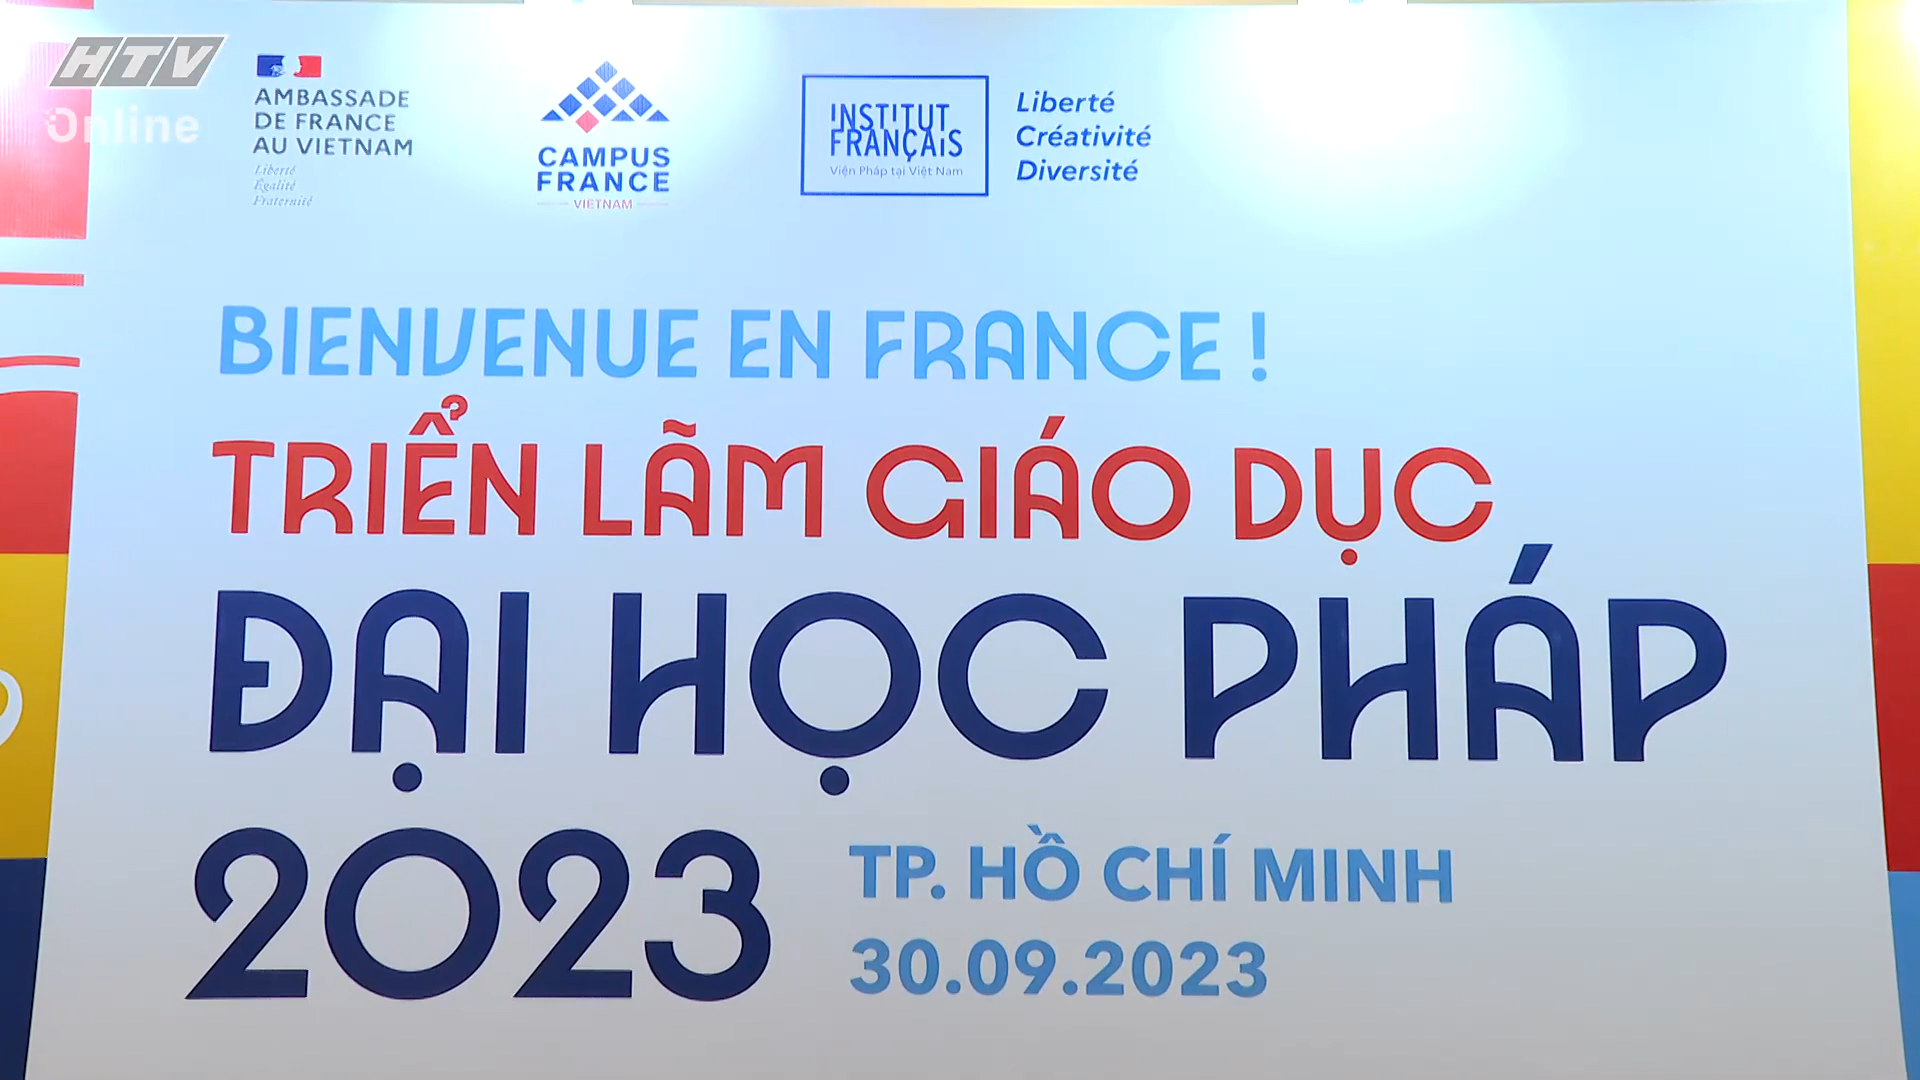 HTV
Online
AMBASSADE
DE FRANCE
AU VIETNAM
Liberté
Égalité
Fraternité
CAMPUS
FRANCE
VIETNAM
INSTITUT
FRANÇAIS
Viện Pháp tại Việt Nam
Liberté
Créativité
Diversité
BIENVENUE EN FRANCE !
TRIỂN LÃM GIÁO DỤC
ĐẠI HỌC PHÁP
2023
TP. HỒ CHÍ MINH
30.09.2023